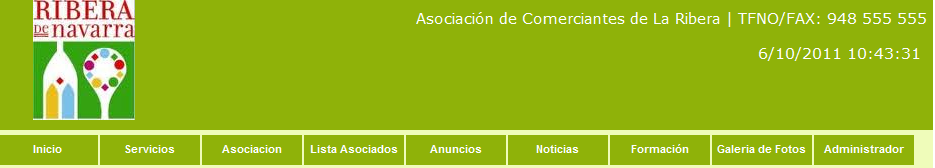 RIBERA
DE navarra
Asociación de Comerciantes de La Ribera | TFNO/FAX: 948 555 555
6/10/2011 10:43:31
Inicio Servicios Asociacion Lista Asociados Anuncios Noticias Formación Galeria de Fotos Administrador